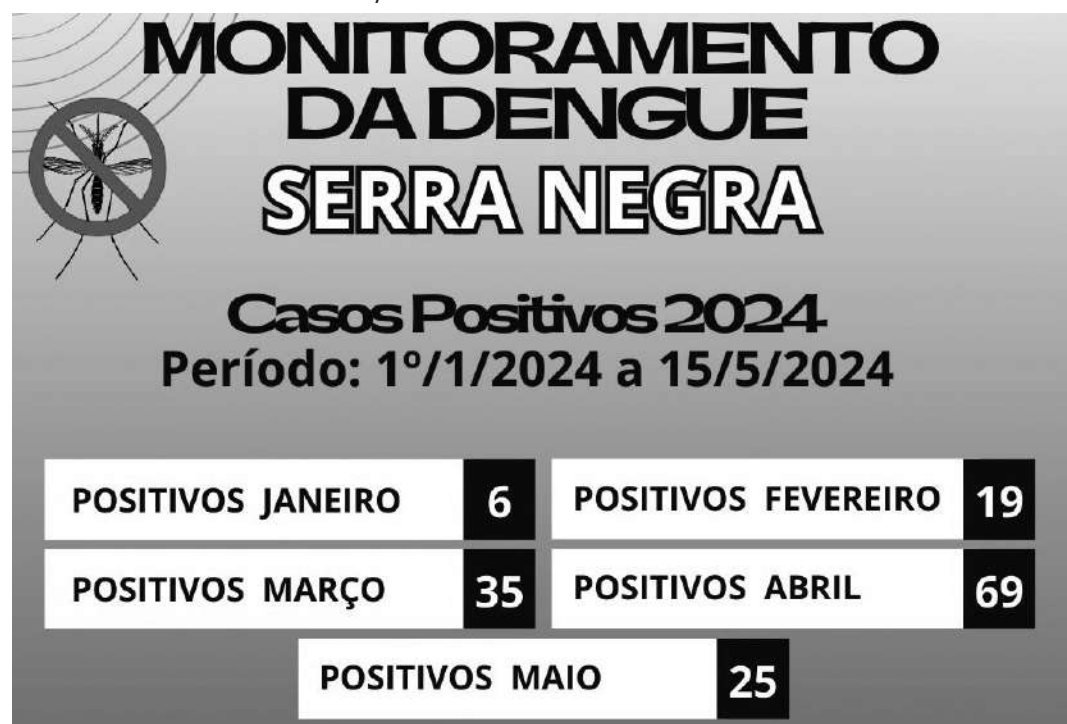 MONITORAMENTO
DA DENGUE
SERRA NEGRA
Casos Positivos 2024
Período: 1º/1/2024 a 15/5/2024
POSITIVOS JANEIRO 6
POSITIVOS FEVEREIRO 19
POSITIVOS MARÇO 35
POSITIVOS ABRIL 69
POSITIVOS MAIO 25